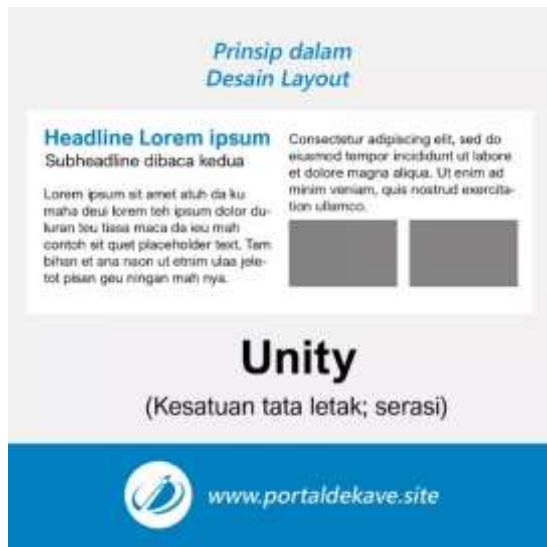 Prinsip dalam
Desain Layout
Headline Lorem ipsum
Subheadline dibaca kedua
Lorem ipsum sit amet atuh da ku
maha deui lorem teh ipsum dolor du-
luran teu tiasa maca da ieu mah
contoh sit quet placeholder text. Tam
bihan et ana naon ut etnim ulaa jele-
tot pisan geu ningan mah nya.
Consectetur adipiscing elit, sed do
eiusmod tempor incididunt ut labore
et dolore magna aliqua. Ut enim ad
minim veniam, quis nostrud exercita-
tion ullamco.
Unity
(Kesatuan tata letak; serasi)
www.portaldekave.site